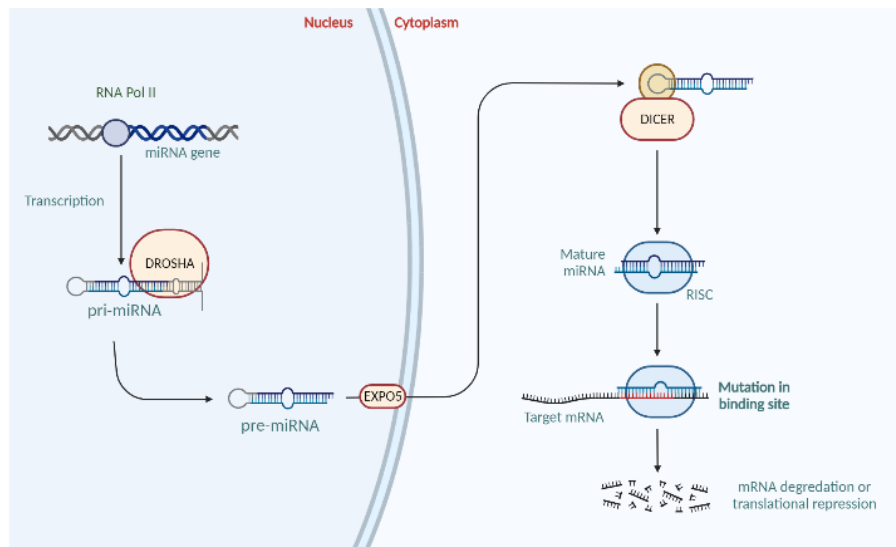 Nucleus
Cytoplasm
RNA Pol II
miRNA gene
Transcription
DROSHA
pri-miRNA
pre-miRNA
EXPO5
DICER
Mature
miRNA
RISC
Target mRNA
Mutation in
binding site
mRNA degredation or
translational repression